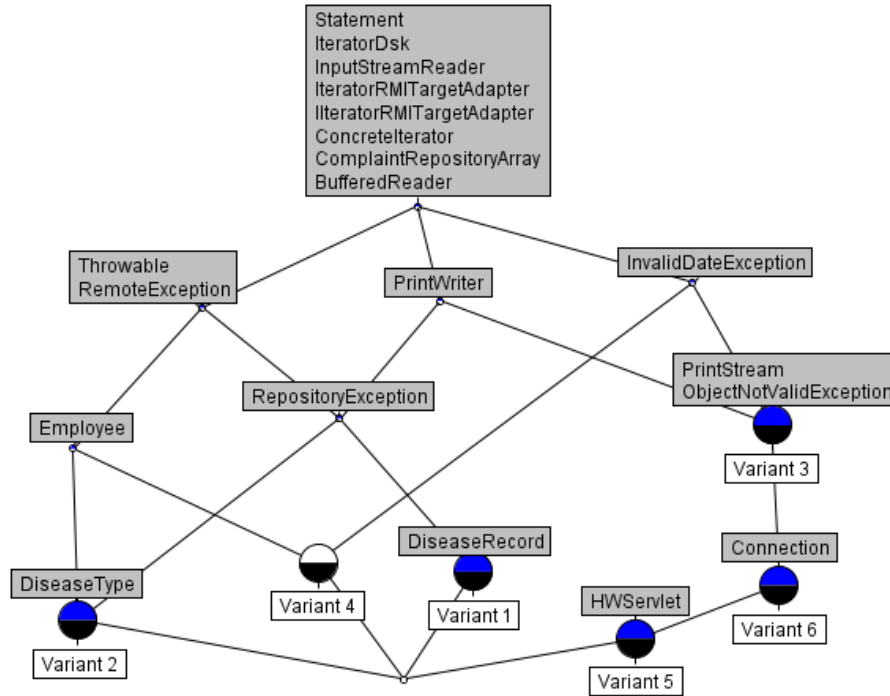 Statement
IteratorDsk
InputStreamReader
IteratorRMITargetAdapter
IIteratorRMITargetAdapter
ConcreteIterator
ComplaintRepositoryArray
BufferedReader
Throwable
RemoteException
PrintWriter
InvalidDateException
PrintStream
ObjectNotValidException
RepositoryException
Employee
Variant 3
DiseaseRecord
Connection
DiseaseType
HWServlet
Variant 4
Variant 1
Variant 6
Variant 2
Variant 5